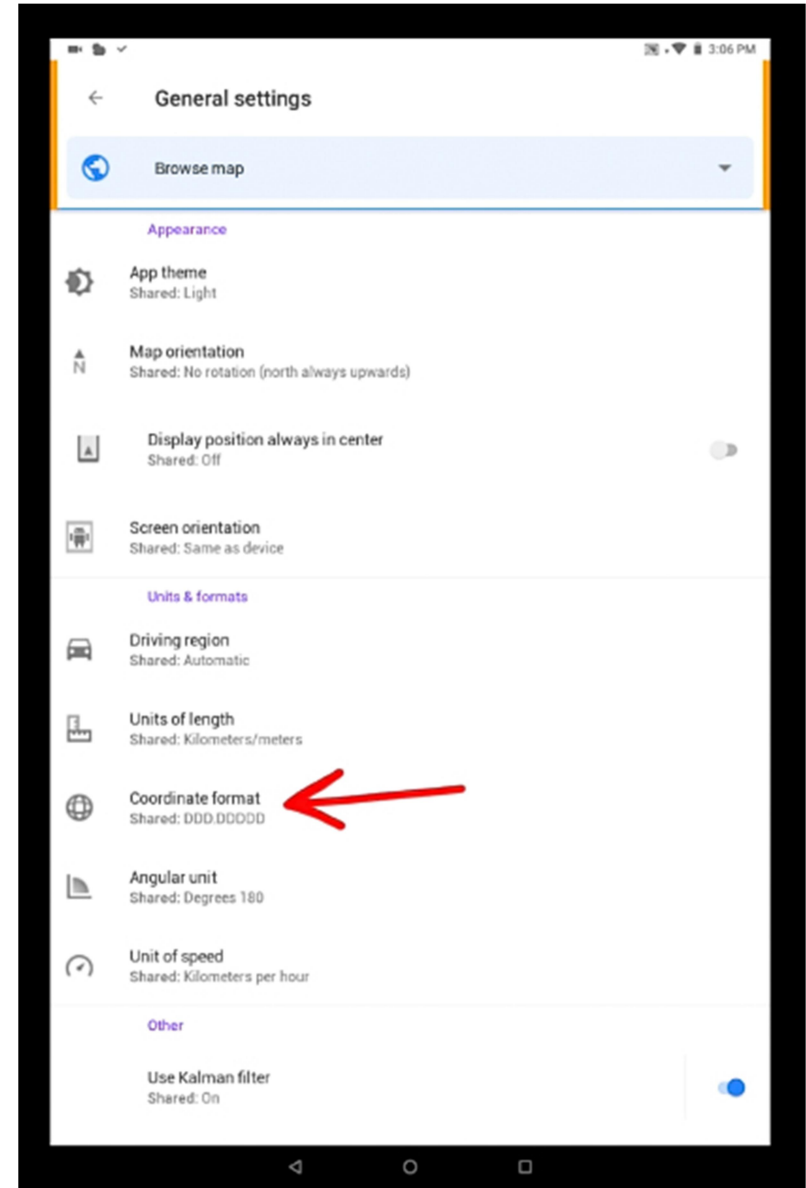 3:06 PM
General settings
Browse map
Appearance
App theme
Shared: Light
Map orientation
Shared: No rotation (north always upwards)
N
Display position always in center
Shared: Off
Screen orientation
Shared: Same as device
Units & formats
Driving region
Shared: Automatic
Units of length
Shared: Kilometers/meters
Coordinate format
Shared: DDD.DDDDD
Angular unit
Shared: Degrees 180
Unit of speed
Shared: Kilometers per hour
Other
Use Kalman filter
Shared: On